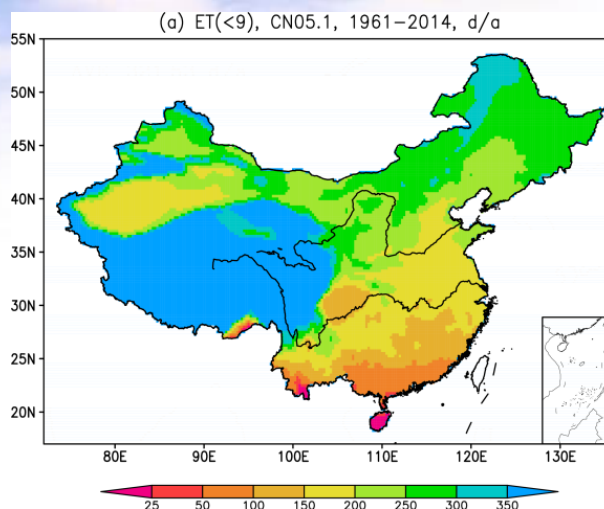 (a) ET(<9), CN05.1, 1961−2014, d/a
55N
50N
45N
40N
35N
30N
25N
20N
80E 90E 100E 110E 120E 130E
25 50 100 150 200 250 300 350